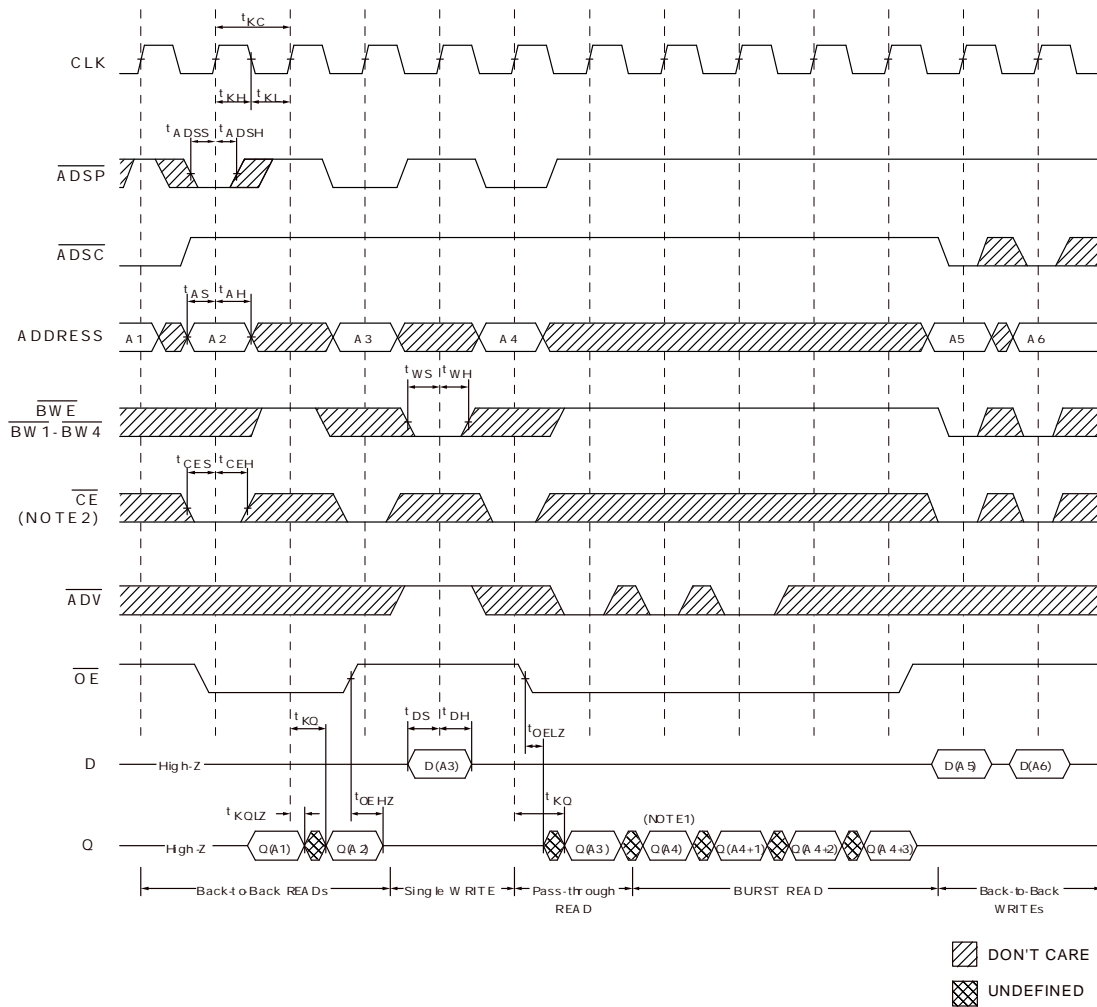 tKC
CLK
tKH tKL
tADSS tADSH
ADSP
ADSC
tAS tAH
ADDRESS A1 A2 A3 A4 A5 A6
tWS tWH
BWE
BW1-BW4
tCES tCEH
CE
(NOTE2)
ADV
OE
tKQ tDS tDH tOELZ
D High-Z D(A3) D(A5) D(A6)
tKQLZ tOEHZ tKQ (NOTE1)
Q High-Z Q(A1) Q(A2) Q(A3) Q(A4) Q(A4+1) Q(A4+2) Q(A4+3)
Back-to-Back READs Single WRITE Pass-through READ BURST READ Back-to-Back WRITEs
DON'T CARE
UNDEFINED